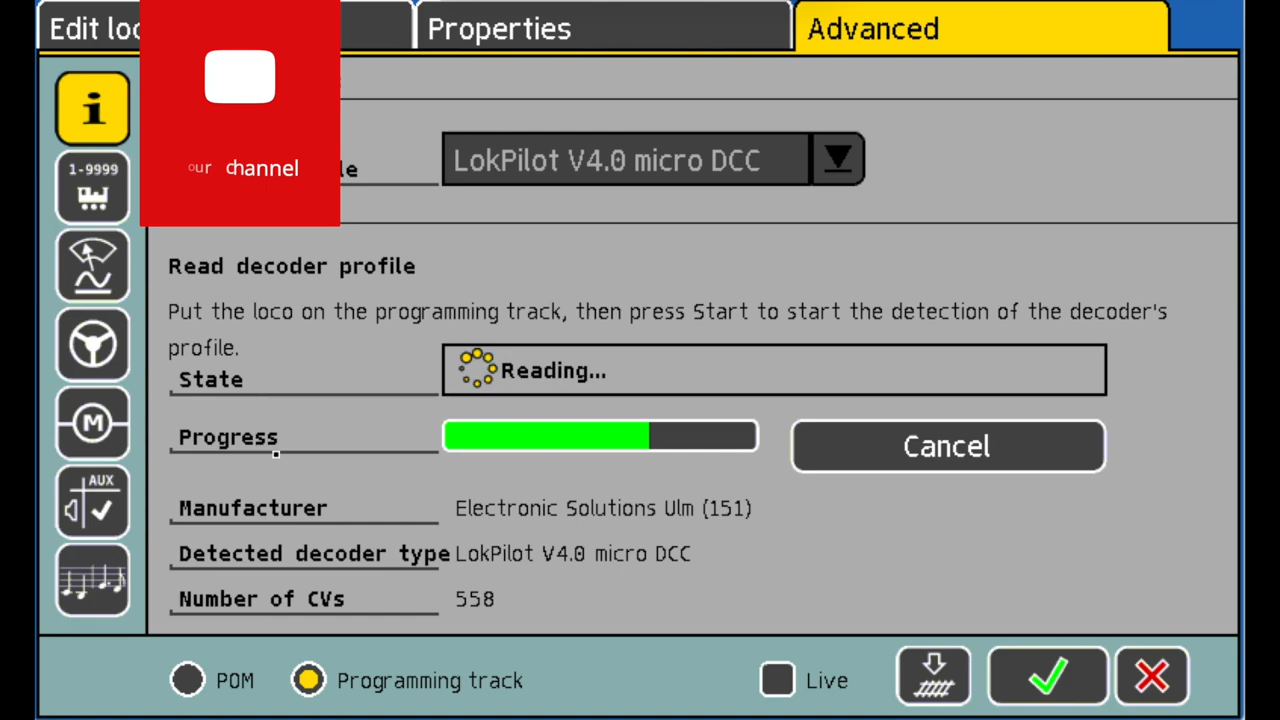 Edit loc Properties Advanced
our channel
le LokPilot V4.0 micro DCC
1-9999
Read decoder profile
Put the loco on the programming track, then press Start to start the detection of the decoder's
profile.
State Reading...
Progress Cancel
M
AUX
Manufacturer Electronic Solutions Ulm (151)
Detected decoder type LokPilot V4.0 micro DCC
Number of CVs 558
POM Programming track Live